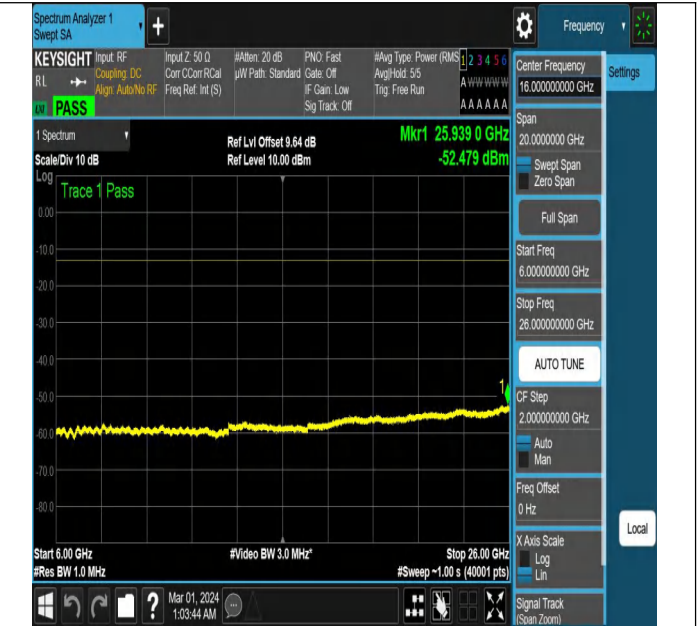 Spectrum Analyzer 1
Swept SA
+
Frequency
KEYSIGHT
RL
LXI
PASS
Input: RF
Coupling: DC
Align: Auto/No RF
Input Z: 50 Ω
Corr CCorr RCal
Freq Ref: Int (S)
#Atten: 20 dB
µW Path: Standard
PNO: Fast
Gate: Off
IF Gain: Low
Sig Track: Off
#Avg Type: Power (RMS
Avg|Hold: 5/5
Trig: Free Run
1 2 3 4 5 6
A W W W W W
A A A A A A
1 Spectrum
Scale/Div 10 dB
Ref Lvl Offset 9.64 dB
Ref Level 10.00 dBm
Mkr1 25.939 0 GHz
-52.479 dBm
Log
Trace 1 Pass
0.00
-10.0
-20.0
-30.0
-40.0
-50.0
-60.0
-70.0
-80.0
1
Start 6.00 GHz
#Res BW 1.0 MHz
#Video BW 3.0 MHz*
Stop 26.00 GHz
#Sweep ~1.00 s (40001 pts)
Mar 01, 2024
1:03:44 AM
?
Center Frequency
16.000000000 GHz
Settings
Span
20.0000000 GHz
Swept Span
Zero Span
Full Span
Start Freq
6.000000000 GHz
Stop Freq
26.000000000 GHz
AUTO TUNE
CF Step
2.000000000 GHz
Auto
Man
Freq Offset
0 Hz
Local
X Axis Scale
Log
Lin
Signal Track
(Span Zoom)